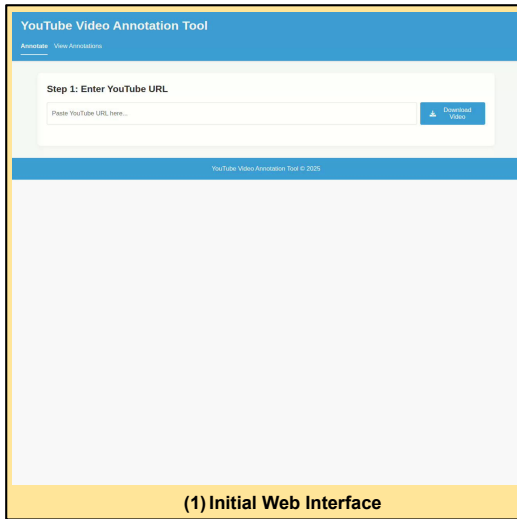 YouTube Video Annotation Tool
Annotate View Annotations
Step 1: Enter YouTube URL
Paste YouTube URL here...
Download
Video
YouTube Video Annotation Tool © 2025
(1) Initial Web Interface